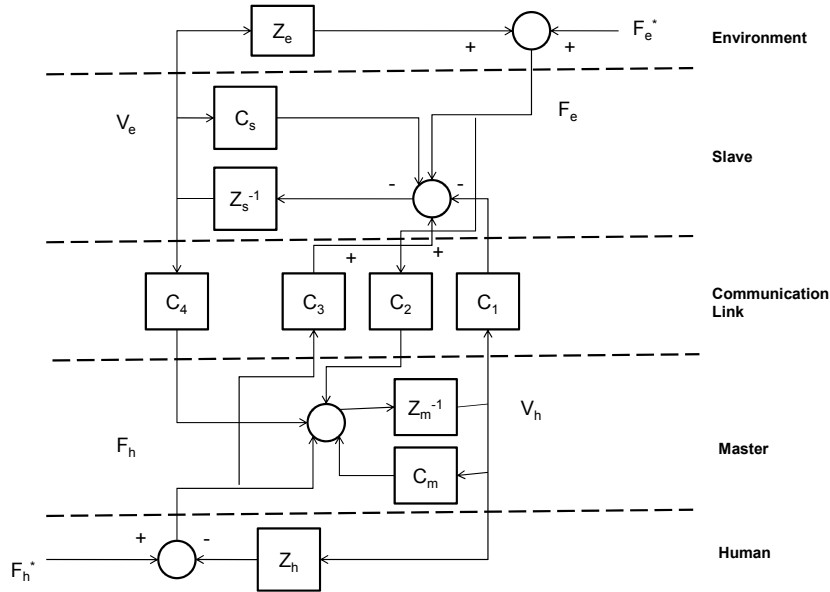 Z_e
F_e^*
+ +
Environment
V_e
C_s
F_e
Slave
- -
Z_s^-1
+ +
C_4
C_3
C_2
C_1
Communication
Link
Z_m^-1
V_h
F_h
C_m
Master
+ -
F_h^*
Z_h
Human